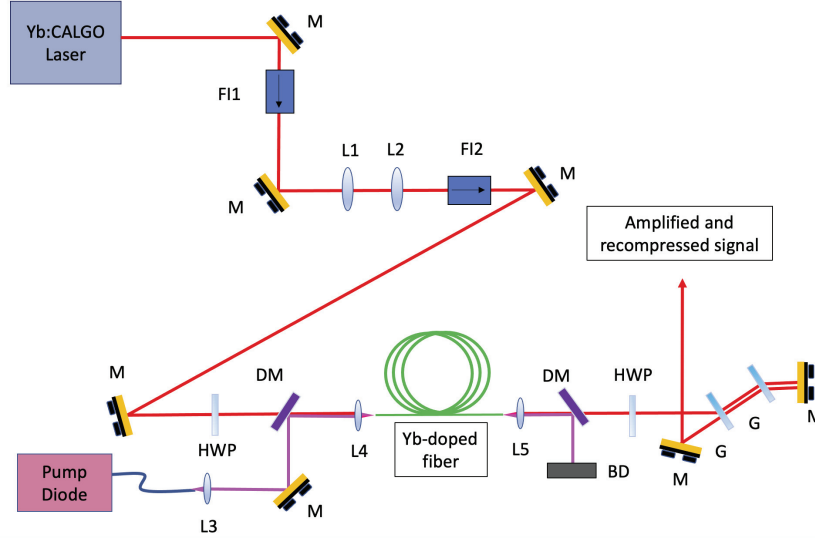 Yb:CALGO
Laser
M
FI1
M
L1
L2
FI2
M
Amplified and
recompressed signal
M
HWP
DM
L4
Yb-doped
fiber
L5
DM
HWP
BD
M
G
G
M
Pump
Diode
L3
M